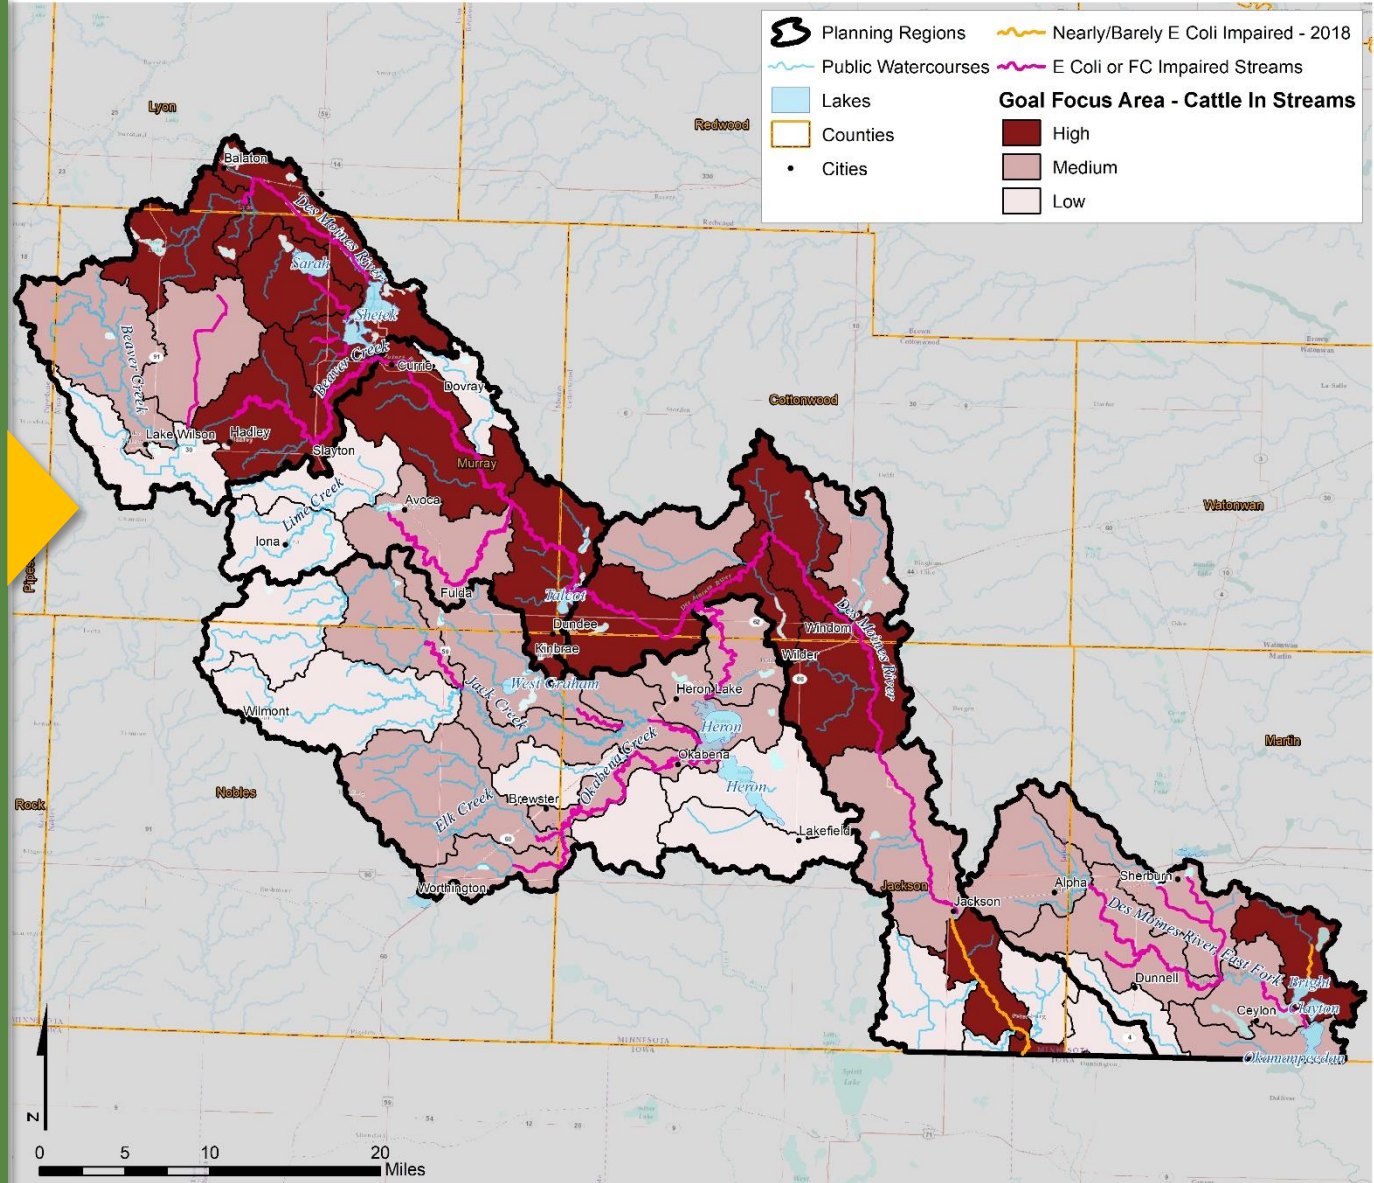 Planning Regions
Public Watercourses
Lakes
Counties
Cities
Nearly/Barely E Coli Impaired - 2018
E Coli or FC Impaired Streams
Goal Focus Area - Cattle In Streams
High
Medium
Low
Lyon
Redwood
Balaton
Des Moines River
Sarah
Shetek
Beaver Creek
Beaver Creek
Currie
Dovray
Cottonwood
Lake Wilson
Hadley
Slayton
Murray
Avoca
Lime Creek
Iona
Watonwan
Fulda
Talcot
Dundee
Kinbrae
Windom
Des Moines River
Wilder
West Graham
Heron Lake
Jack Creek
Wilmont
Heron
Okabena Creek
Okabena
Heron
Martin
Rock
Nobles
Brewster
Elk Creek
Lakefield
Worthington
Jackson
Jackson
Alpha
Sherburn
Des Moines River, East Fork
Dunnell
Bright
Ceylon
Clayton
Okamanpeedan
MINNESOTA
IOWA
N
0 5 10 20
Miles